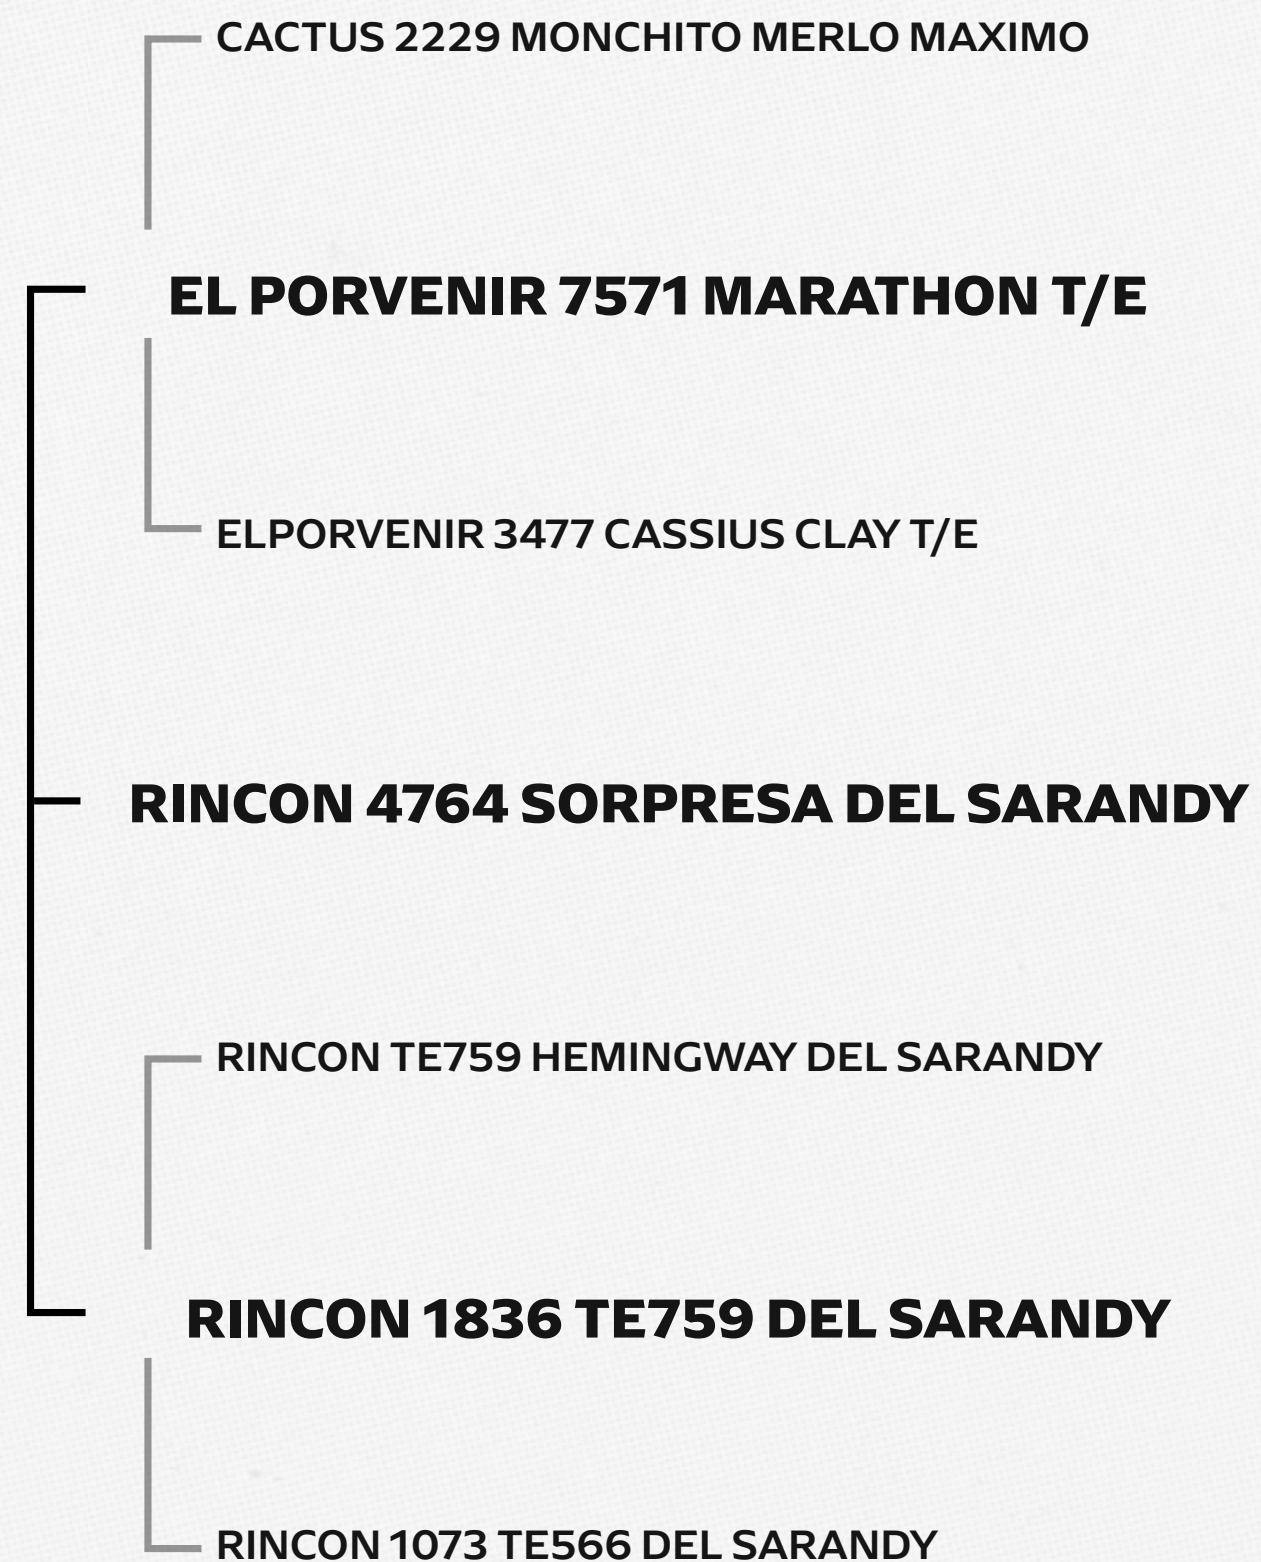 CACTUS 2229 MONCHITO MERLO MAXIMO
EL PORVENIR 7571 MARATHON T/E
ELPORVENIR 3477 CASSIUS CLAY T/E
RINCON 4764 SORPRESA DEL SARANDY
RINCON TE759 HEMINGWAY DEL SARANDY
RINCON 1836 TE759 DEL SARANDY
RINCON 1073 TE566 DEL SARANDY